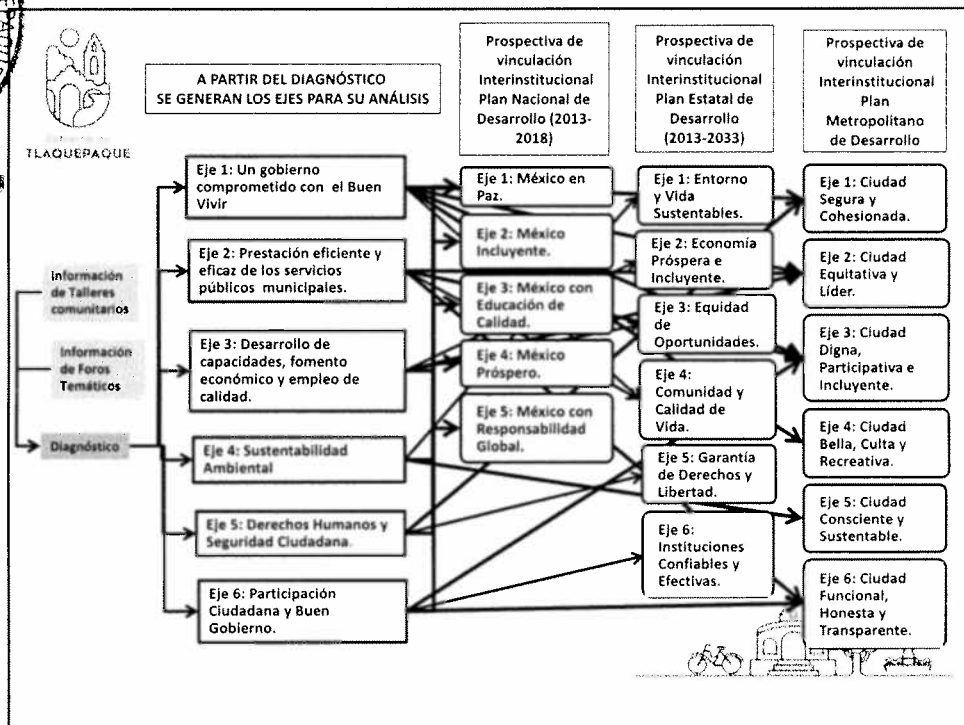 TLAQUEPAQUE
A PARTIR DEL DIAGNÓSTICO
SE GENERAN LOS EJES PARA SU ANÁLISIS
Prospectiva de
vinculación
Interinstitucional
Plan Nacional de
Desarrollo (2013-
2018)
Prospectiva de
vinculación
Interinstitucional
Plan Estatal de
Desarrollo
(2013-2033)
Prospectiva de
vinculación
Interinstitucional
Plan
Metropolitano
de Desarrollo
Información
de Talleres
comunitarios
Información
de Foros
Temáticos
Diagnóstico
Eje 1: Un gobierno
comprometido con el Buen
Vivir
Eje 2: Prestación eficiente y
eficaz de los servicios
públicos municipales.
Eje 3: Desarrollo de
capacidades, fomento
económico y empleo de
calidad.
Eje 4: Sustentabilidad
Ambiental
Eje 5: Derechos Humanos y
Seguridad Ciudadana.
Eje 6: Participación
Ciudadana y Buen
Gobierno.
Eje 1: México en
Paz.
Eje 2: México
Incluyente.
Eje 3: México con
Educación de
Calidad.
Eje 4: México
Próspero.
Eje 5: México con
Responsabilidad
Global.
Eje 1: Entorno
y Vida
Sustentables.
Eje 2: Economía
Próspera e
Incluyente.
Eje 3: Equidad
de
Oportunidades.
Eje 4:
Comunidad y
Calidad de
Vida.
Eje 5: Garantía
de Derechos y
Libertad.
Eje 6:
Instituciones
Confiables y
Efectivas.
Eje 1: Ciudad
Segura y
Cohesionada.
Eje 2: Ciudad
Equitativa y
Líder.
Eje 3: Ciudad
Digna,
Participativa e
Incluyente.
Eje 4: Ciudad
Bella, Culta y
Recreativa.
Eje 5: Ciudad
Consciente y
Sustentable.
Eje 6: Ciudad
Funcional,
Honesta y
Transparente.